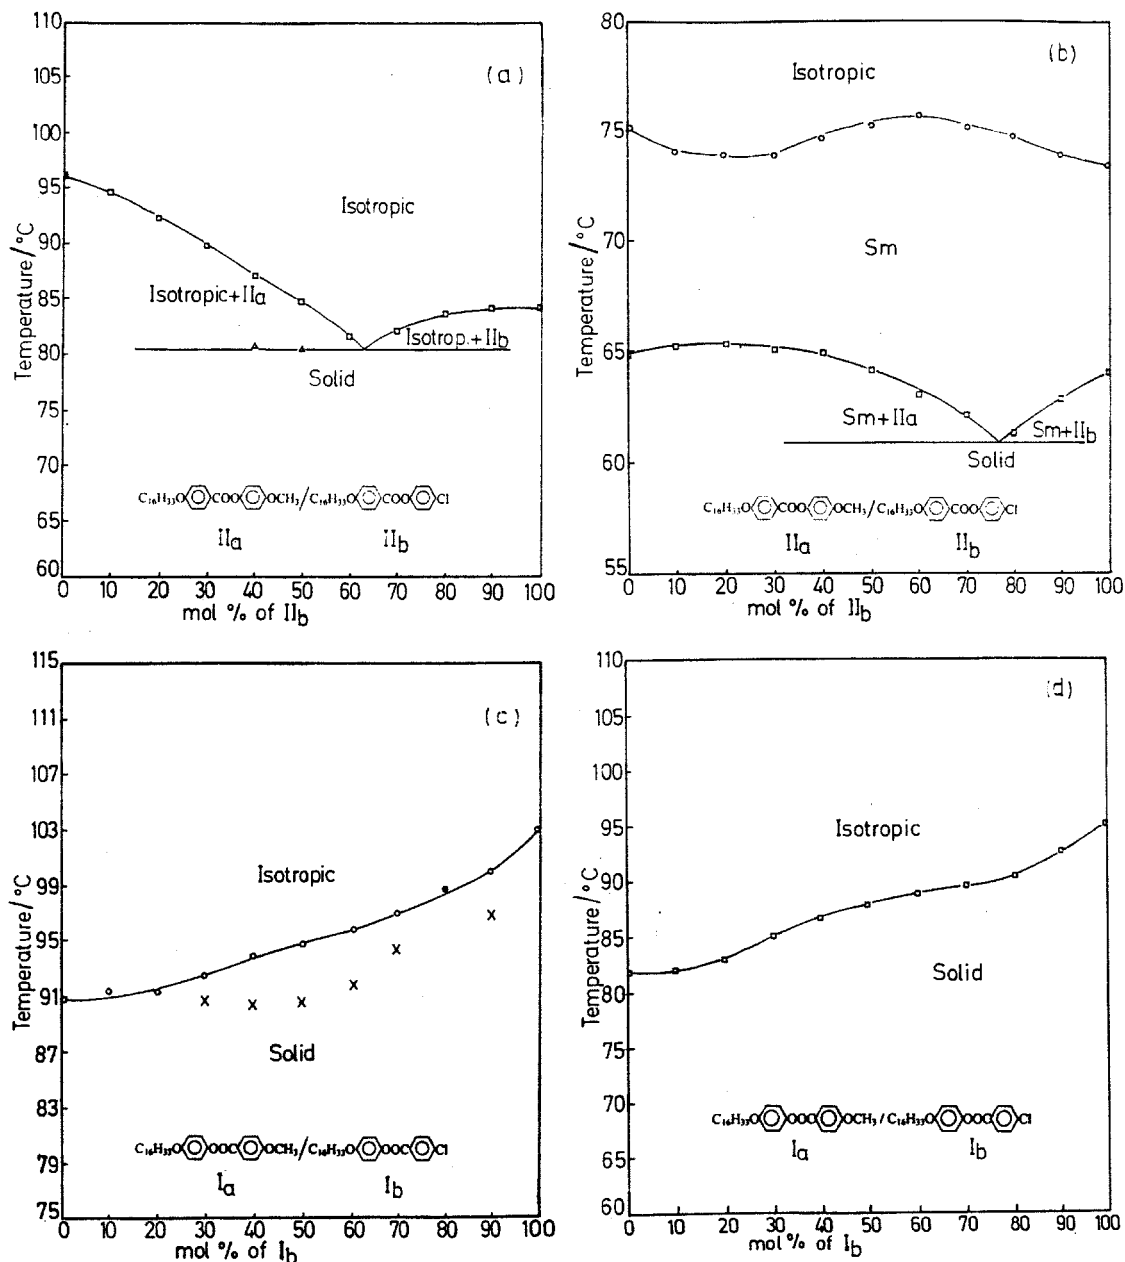 110
105
100
95
90
85
80
75
70
65
60
Temperature/°C
(a)
Isotropic
Isotropic+IIa
Isotrop.+IIb
Solid
C16H33O COO OCH3/C16H33O COO Cl
IIa IIb
0 10 20 30 40 50 60 70 80 90 100
mol % of IIb
80
75
70
65
60
55
Temperature/°C
(b)
Isotropic
Sm
Sm+IIa
Sm+IIb
Solid
C16H33O COO OCH3/C16H33O COO Cl
IIa IIb
0 10 20 30 40 50 60 70 80 90 100
mol % of IIb
115
111
107
103
99
95
91
87
83
79
75
Temperature/°C
(c)
Isotropic
Solid
C16H33O OOC OCH3/C16H33O OOC Cl
Ia Ib
0 10 20 30 40 50 60 70 80 90 100
mol % of Ib
110
105
100
95
90
85
80
75
70
65
60
Temperature/°C
(d)
Isotropic
Solid
C16H33O OOC OCH3/C16H33O OOC Cl
Ia Ib
0 10 20 30 40 50 60 70 80 90 100
mol % of Ib